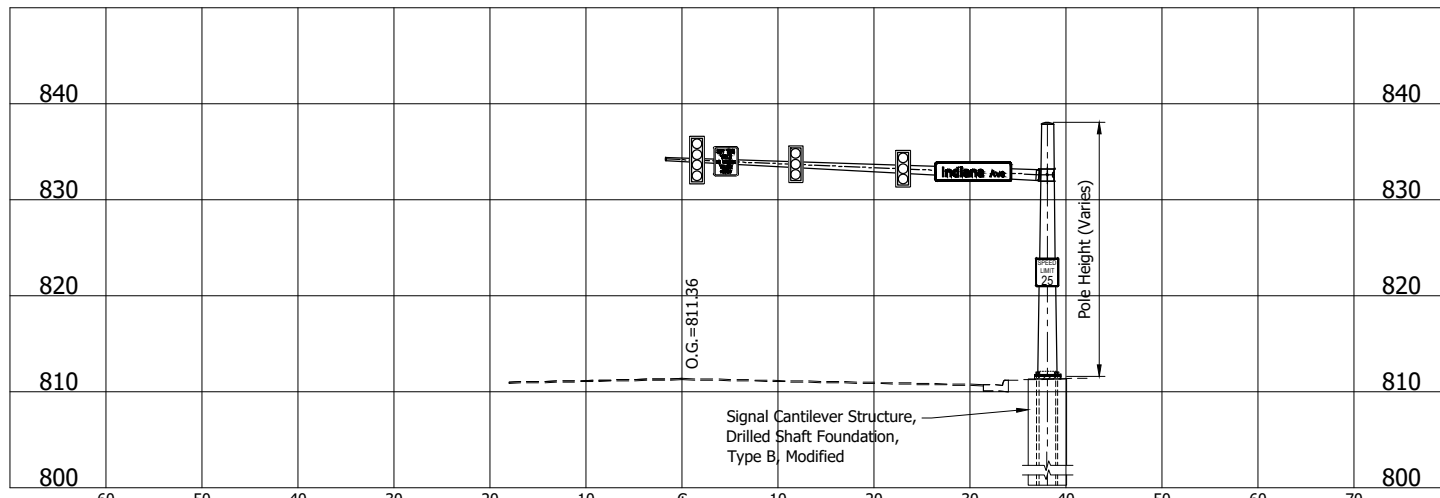 840
840
Indiana Ave
830
830
Pole Height (Varies)
SPEED
LIMIT
25
820
820
O.G.=811.36
810
810
Signal Cantilever Structure,
Drilled Shaft Foundation,
Type B, Modified
800
800
60 50 40 30 20 10 10 20 30 40 50 60 70